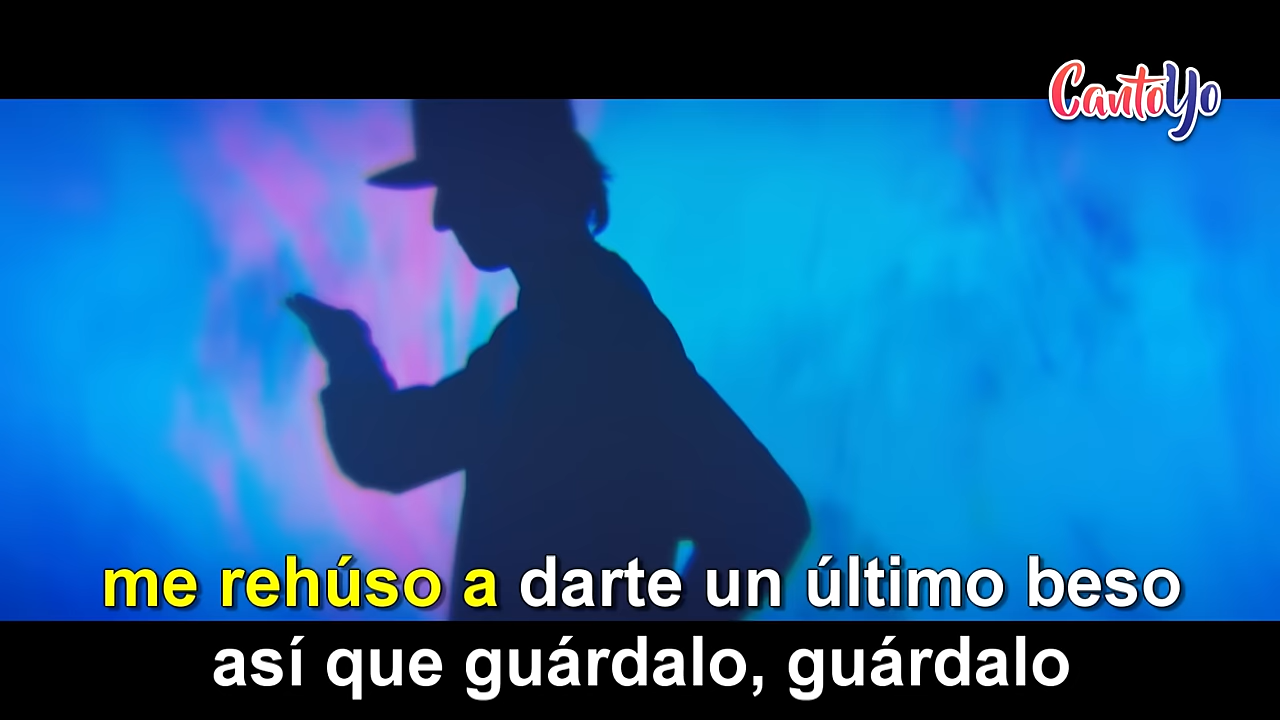 CantoYo
me rehúso a darte un último beso
así que guárdalo, guárdalo